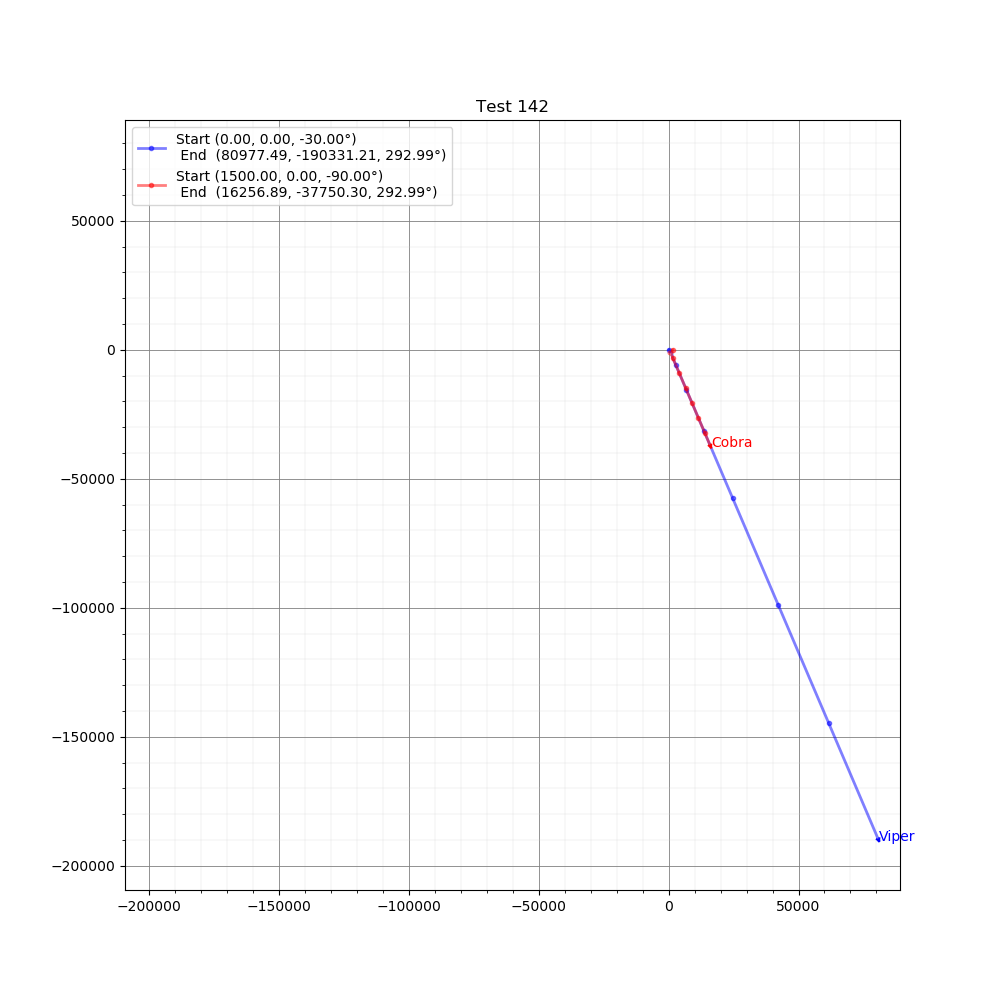 Test 142
Start (0.00, 0.00, -30.00°)
End (80977.49, -190331.21, 292.99°)
Start (1500.00, 0.00, -90.00°)
End (16256.89, -37750.30, 292.99°)
50000
0
−50000
−100000
−150000
−200000
Cobra
Viper
−200000 −150000 −100000 −50000 0 50000